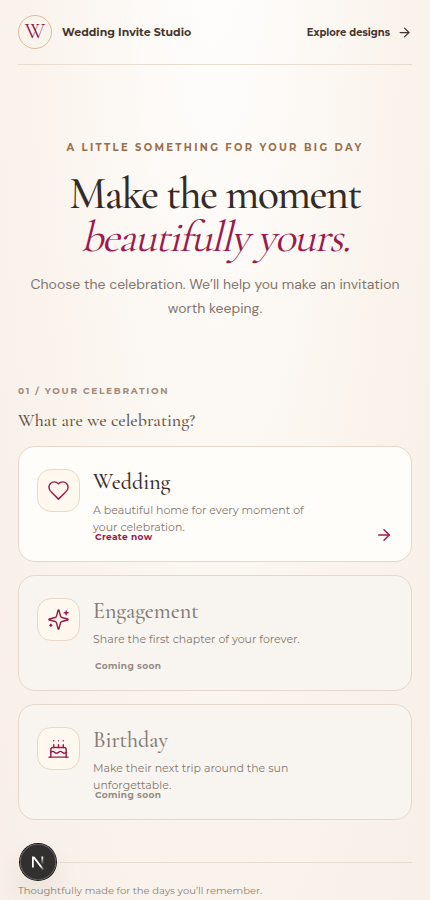 W
Wedding Invite Studio
Explore designs
A LITTLE SOMETHING FOR YOUR BIG DAY
Make the moment
beautifully yours.
Choose the celebration. We’ll help you make an invitation
worth keeping.
01 / YOUR CELEBRATION
What are we celebrating?
Wedding
A beautiful home for every moment of
your celebration.
Create now
Engagement
Share the first chapter of your forever.
Coming soon
Birthday
Make their next trip around the sun
unforgettable.
Coming soon
N
Thoughtfully made for the days you’ll remember.